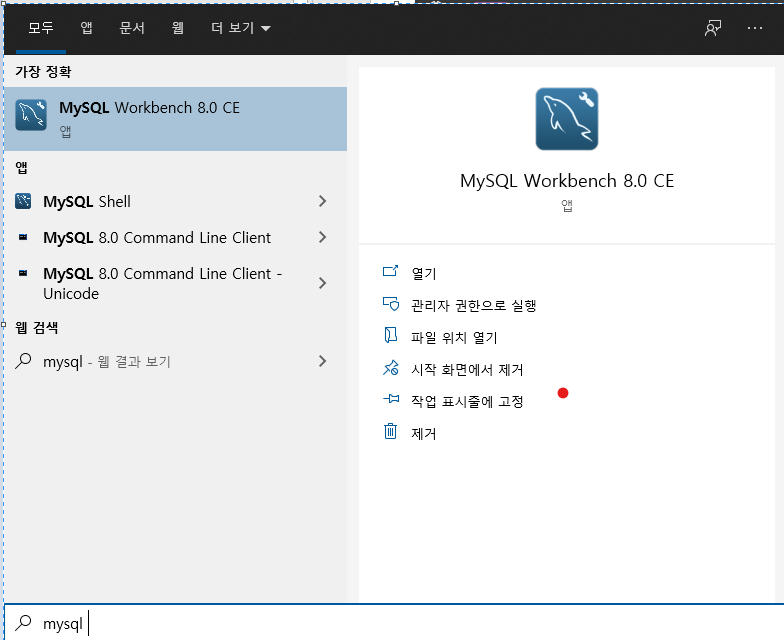 모두 앱 문서 웹 더 보기
가장 정확
MySQL Workbench 8.0 CE
앱
앱
MySQL Shell
MySQL 8.0 Command Line Client
MySQL 8.0 Command Line Client -
Unicode
웹 검색
mysql - 웹 결과 보기
MySQL Workbench 8.0 CE
앱
열기
관리자 권한으로 실행
파일 위치 열기
시작 화면에서 제거
작업 표시줄에 고정
제거
mysql